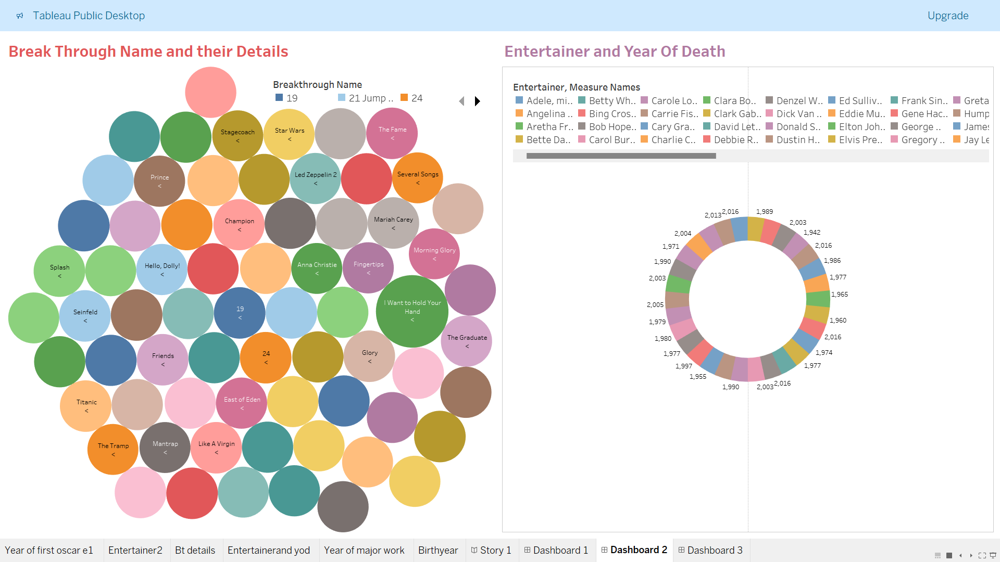 Tableau Public Desktop
Upgrade
Break Through Name and their Details
Entertainer and Year Of Death
Breakthrough Name
19
21 Jump ..
24
Entertainer, Measure Names
Adele, mi..
Betty Wh..
Carole Lo..
Clara Bo..
Denzel W..
Ed Sulliv..
Frank Sin..
Greta
Angelina ..
Bing Cros..
Carrie Fis..
Clark Gab..
Dick Van ..
Eddie Mu..
Gene Hac..
Hump
Aretha Fr..
Bob Hope..
Cary Gra..
David Let..
Donald S..
Elton Joh..
George ..
James
Bette Da..
Carol Bur..
Charlie C..
Debbie R..
Dustin H..
Elvis Pre..
Gregory ..
Jay Le
Stagecoach
<
Star Wars
<
The Fame
<
Prince
<
Led Zeppelin 2
<
Several Songs
<
Champion
<
Mariah Carey
<
Morning Glory
<
Splash
<
Hello, Dolly!
<
Anna Christie
<
Fingertips
<
Seinfeld
<
19
<
I Want to Hold Your
Hand
<
Friends
<
24
<
Glory
<
The Graduate
<
Titanic
<
East of Eden
<
The Tramp
<
Mantrap
<
Like A Virgin
<
1,989
2,003
1,942
2,016
1,986
1,977
1,965
1,960
2,016
1,974
1,977
2,016
2,003
1,990
1,955
1,997
1,977
1,980
1,979
2,005
2,003
1,990
1,971
2,004
2,013
2,016
Year of first oscar e1
Entertainer2
Bt details
Entertainerand yod
Year of major work
Birthyear
Story 1
Dashboard 1
Dashboard 2
Dashboard 3